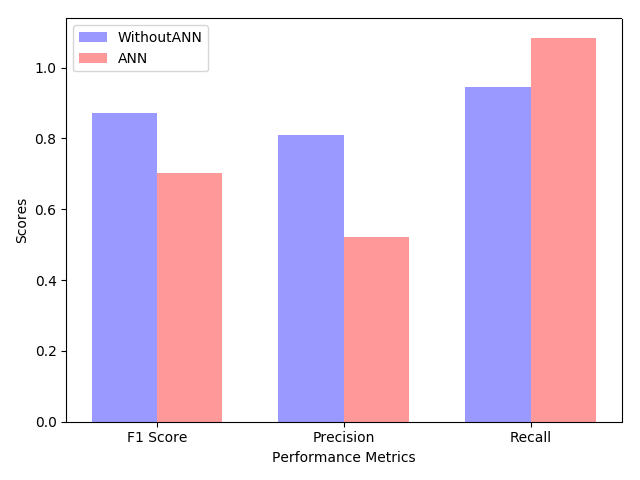 WithoutANN
ANN
1.0
0.8
0.6
0.4
0.2
0.0
Scores
F1 Score Precision Recall
Performance Metrics